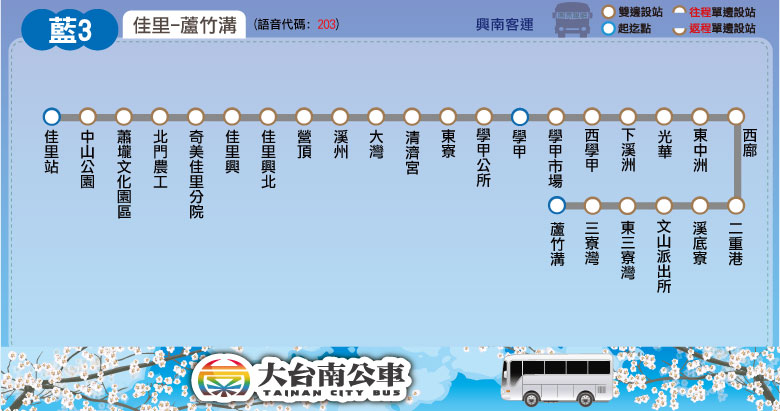 藍3
佳里-蘆竹溝
(語音代碼: 203)
興南客運
雙邊設站
往程單邊設站
起迄點
返程單邊設站
佳里站
中山公園
蕭壠文化園區
北門農工
奇美佳里分院
佳里興
佳里興北
營頂
溪州
大灣
清濟宮
東寮
學甲公所
學甲
學甲市場
西學甲
下溪洲
光華
東中洲
西廍
二重港
溪底寮
文山派出所
東三寮灣
三寮灣
蘆竹溝
大台南公車
TAINAN CITY BUS